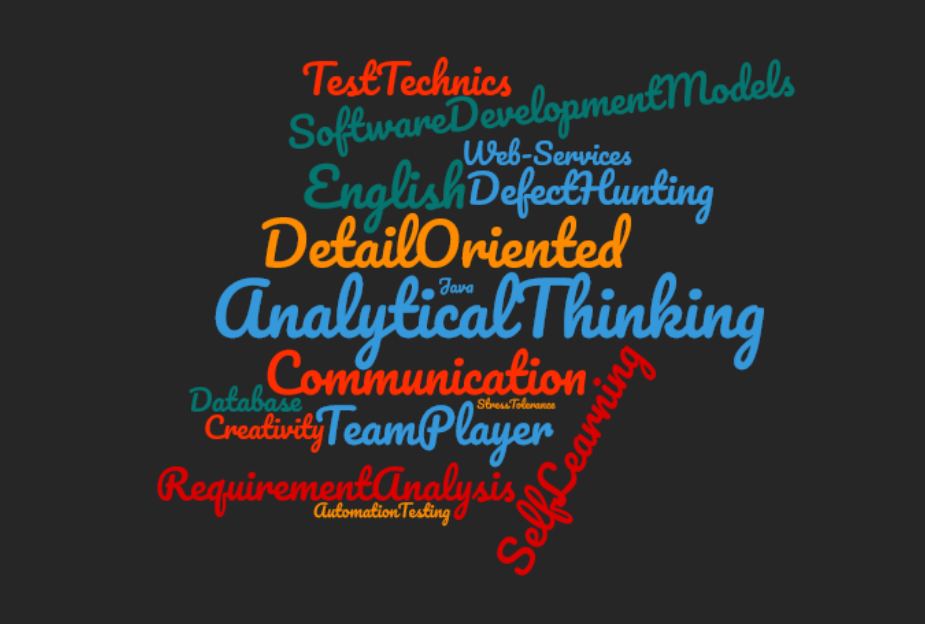 TestTechnics
SoftwareDevelopmentModels
Web-Services
English
DefectHunting
DetailOriented
Java
AnalyticalThinking
Communication
Database
StressTolerance
Creativity
TeamPlayer
SelfLearning
RequirementAnalysis
AutomationTesting